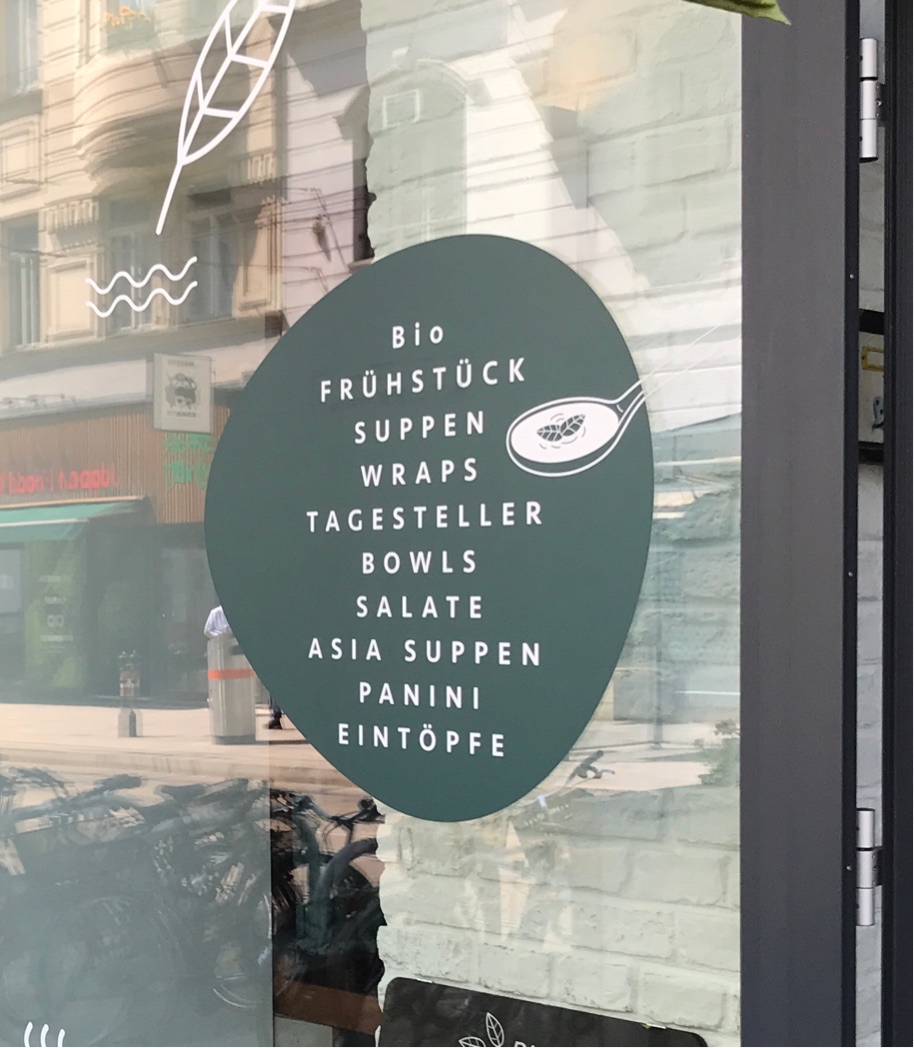 Bio
FRÜHSTÜCK
SUPPEN
WRAPS
TAGESTELLER
BOWLS
SALATE
ASIA SUPPEN
PANINI
EINTÖPFE